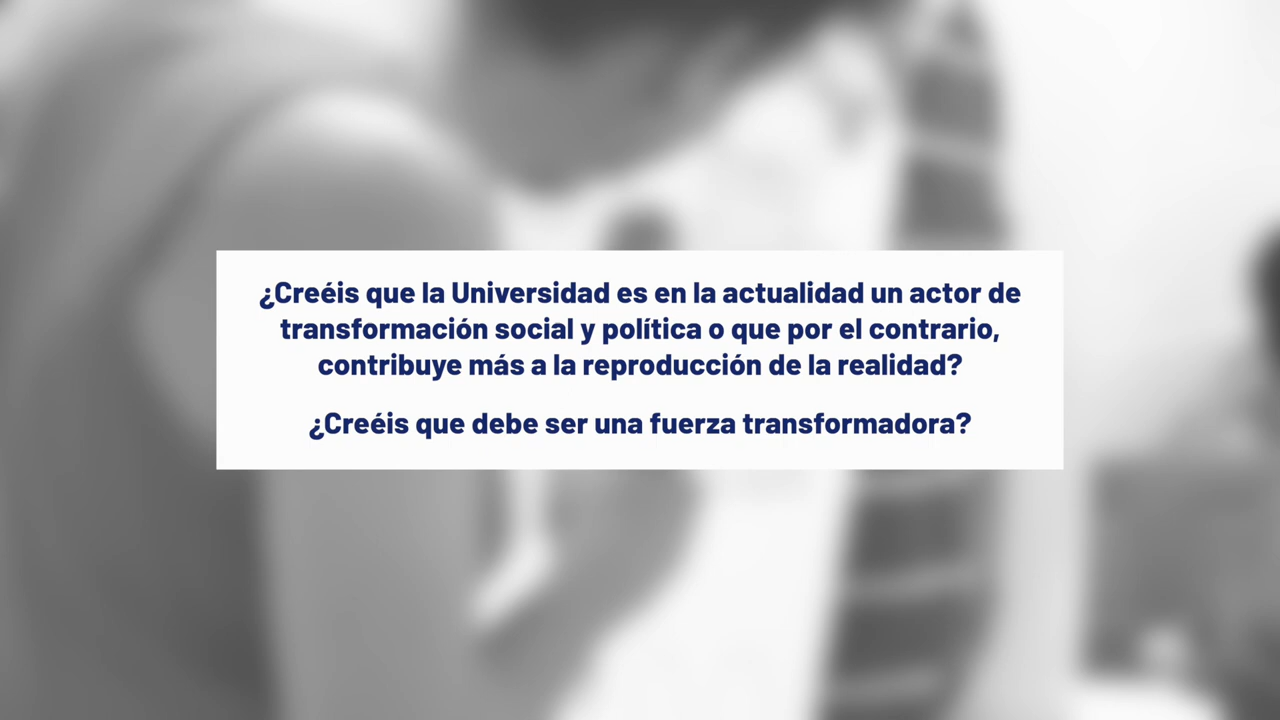 ¿Creéis que la Universidad es en la actualidad un actor de
transformación social y política o que por el contrario,
contribuye más a la reproducción de la realidad?
¿Creéis que debe ser una fuerza transformadora?